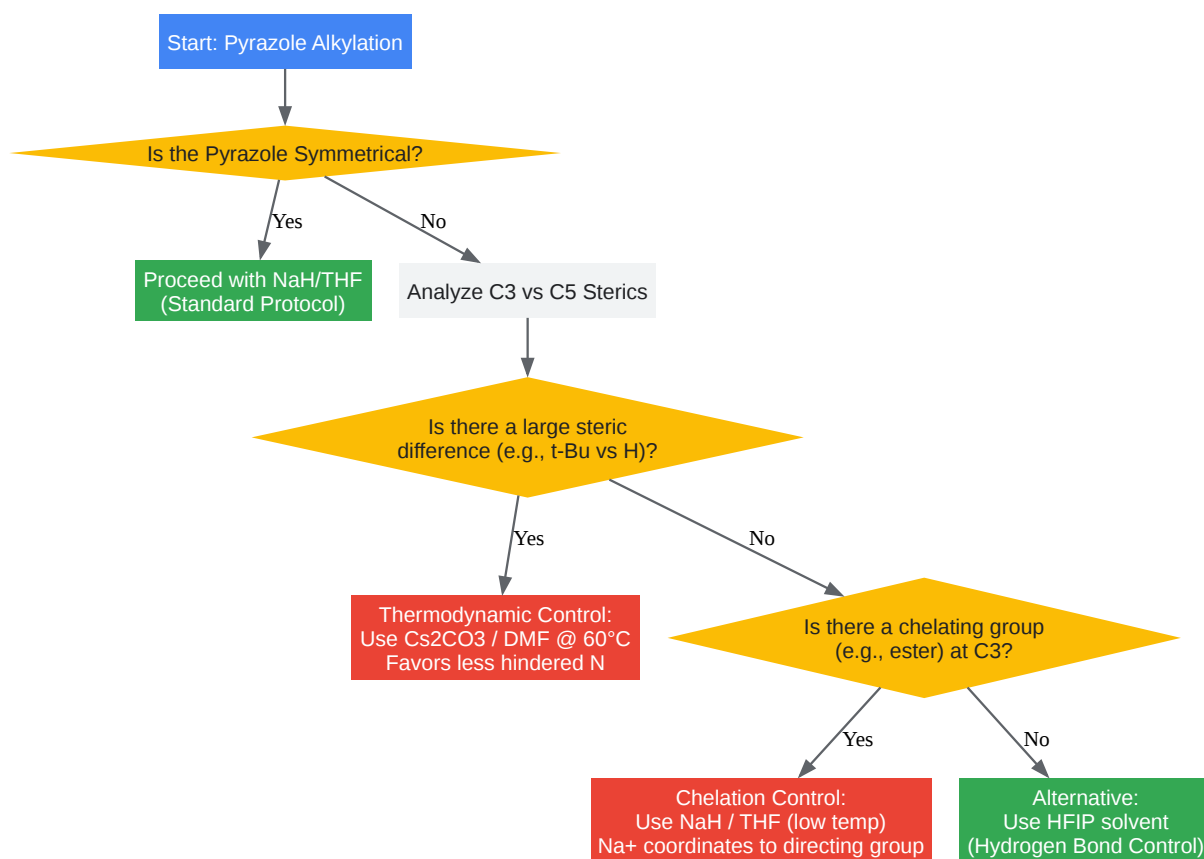 Start: Pyrazole Alkylation
Is the Pyrazole Symmetrical?
Yes
No
Proceed with NaH/THF
(Standard Protocol)
Analyze C3 vs C5 Sterics
Is there a large steric
difference (e.g., t-Bu vs H)?
Yes
No
Thermodynamic Control:
Use Cs2CO3 / DMF @ 60°C
Favors less hindered N
Is there a chelating group
(e.g., ester) at C3?
Yes
No
Chelation Control:
Use NaH / THF (low temp)
Na+ coordinates to directing group
Alternative:
Use HFIP solvent
(Hydrogen Bond Control)